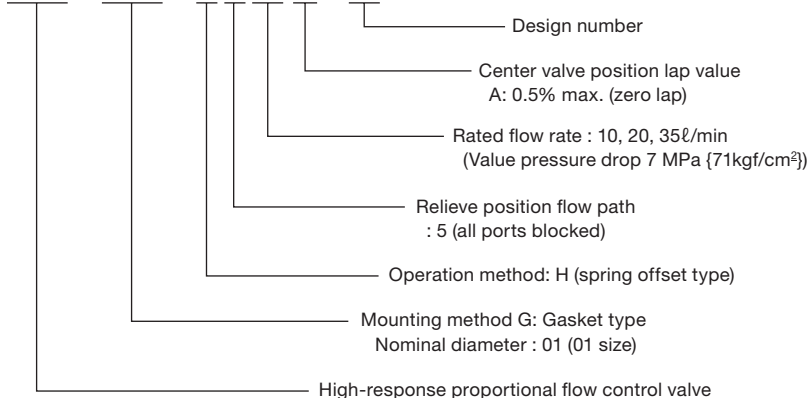 Design number
Center valve position lap value
A: 0.5% max. (zero lap)
Rated flow rate : 10, 20, 35ℓ/min
(Value pressure drop 7 MPa {71kgf/cm²})
Relieve position flow path
: 5 (all ports blocked)
Operation method: H (spring offset type)
Mounting method G: Gasket type
Nominal diameter : 01 (01 size)
High-response proportional flow control valve